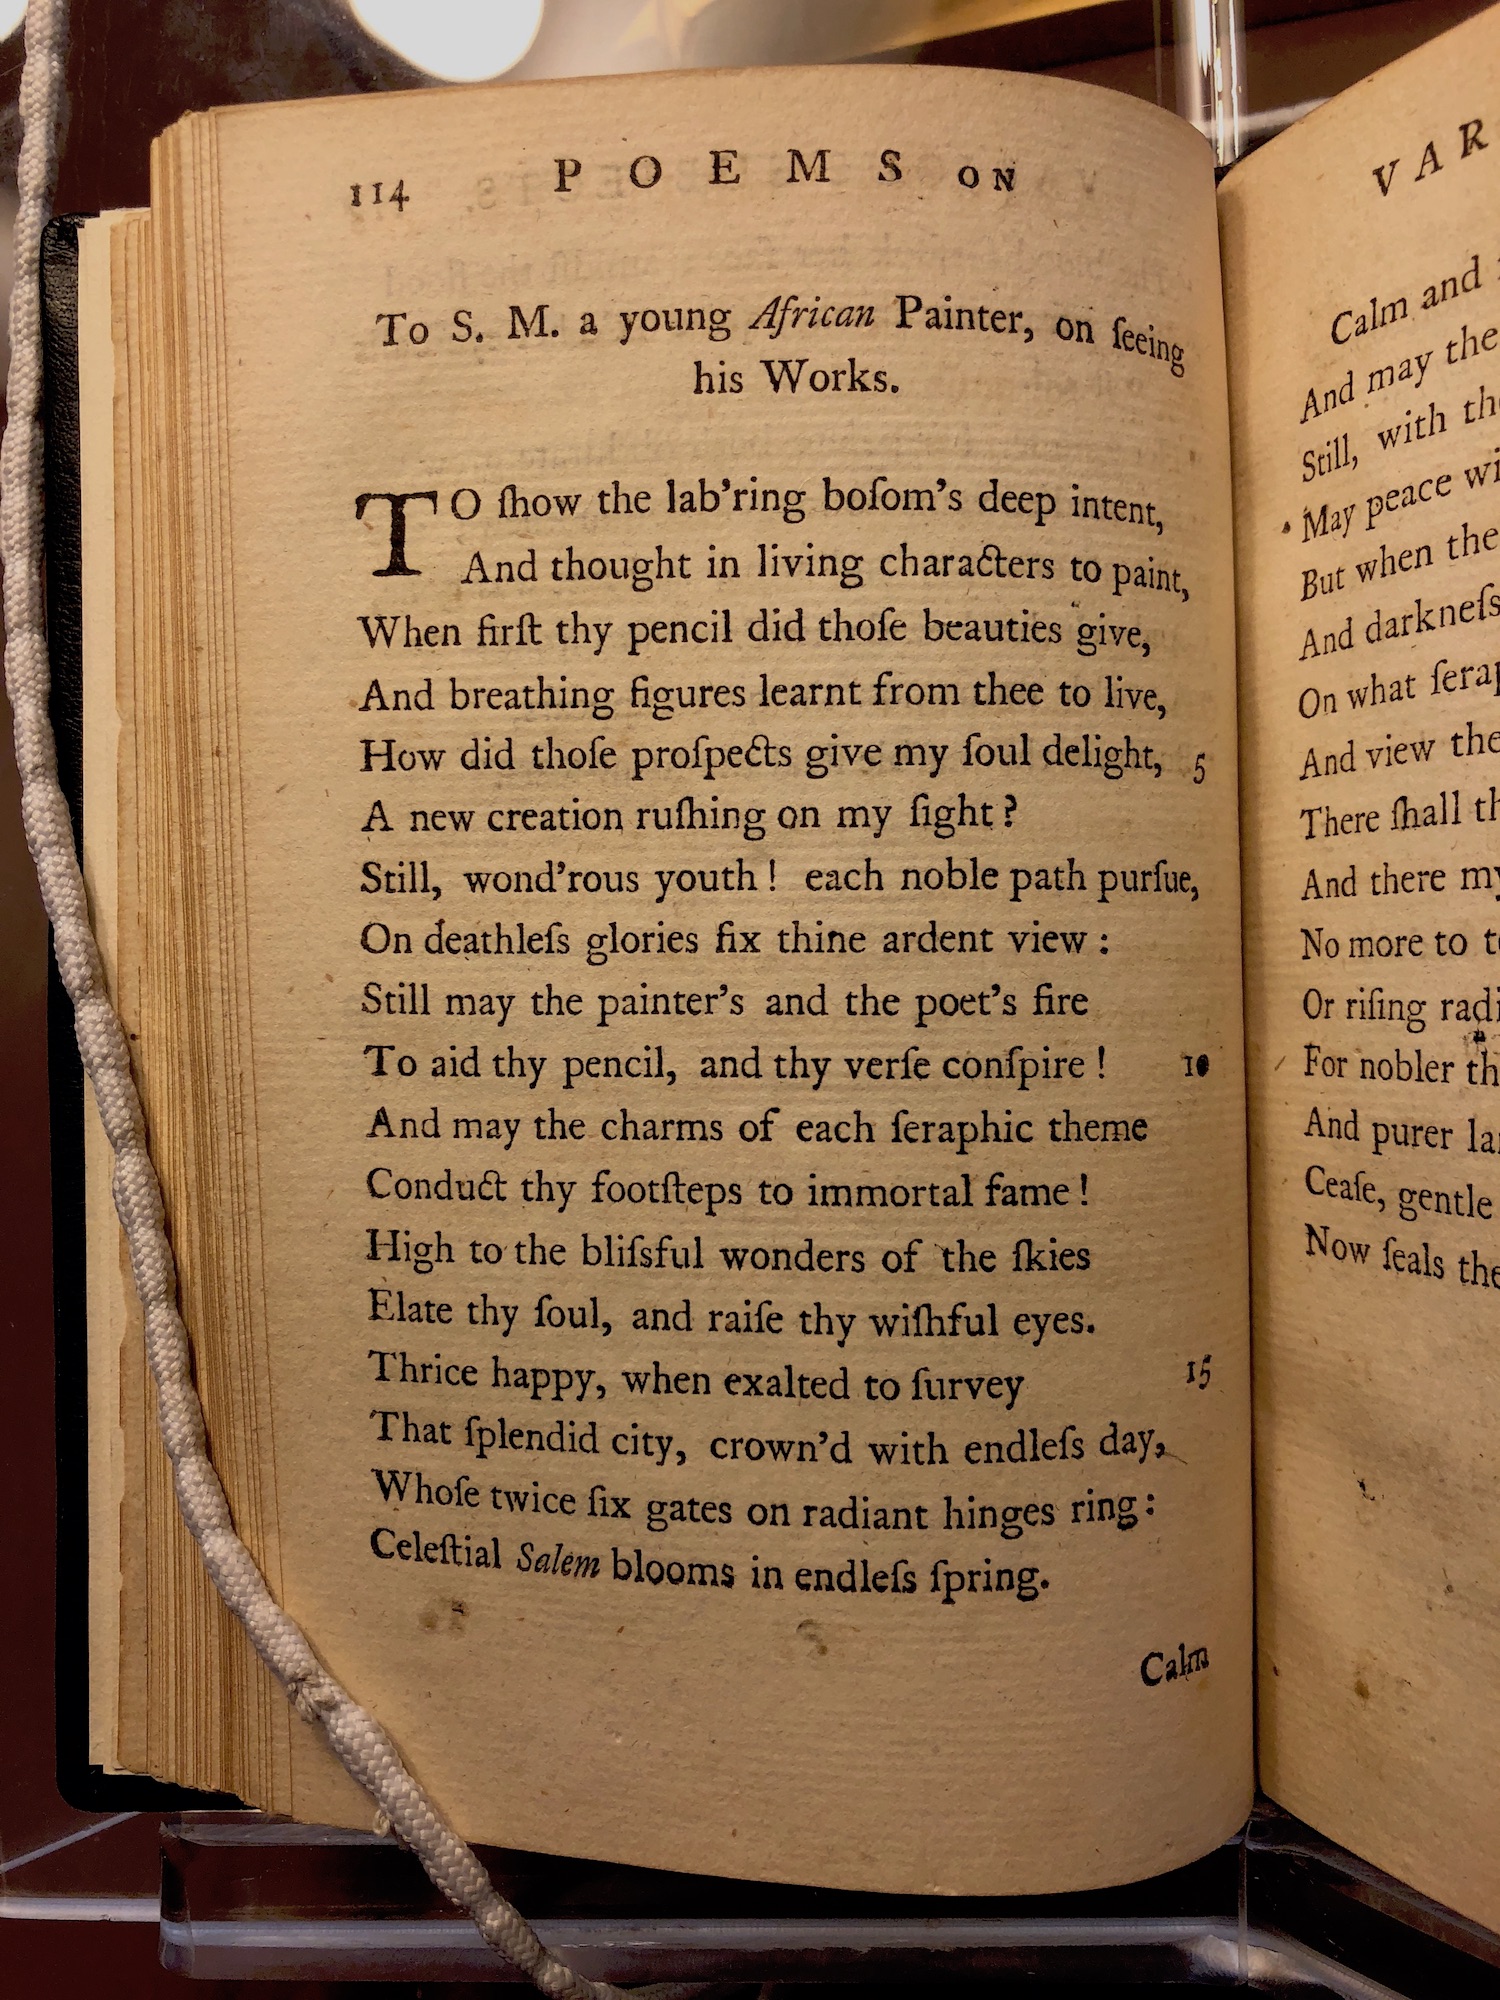 114 POEMS ON
To S. M. a young African Painter, on ſeeing
his Works.
TO ſhow the lab'ring boſom's deep intent,
And thought in living characters to paint,
When firſt thy pencil did thoſe beauties give,
And breathing figures learnt from thee to live,
How did thoſe proſpects give my ſoul delight, 5
A new creation ruſhing on my ſight?
Still, wond'rous youth! each noble path purſue,
On deathleſs glories fix thine ardent view:
Still may the painter's and the poet's fire
To aid thy pencil, and thy verſe conſpire! 10
And may the charms of each ſeraphic theme
Conduct thy footſteps to immortal fame!
High to the bliſsful wonders of the ſkies
Elate thy ſoul, and raiſe thy wiſhful eyes.
Thrice happy, when exalted to ſurvey 15
That ſplendid city, crown'd with endleſs day,
Whoſe twice ſix gates on radiant hinges ring:
Celeſtial Salem blooms in endleſs ſpring.
Calm
VAR
Calm and
And may the
Still, with
May peace
But when the
And darkneſs
On what
And view the
There ſhall
And there my
No more to
Or riſing
For nobler
And purer
Ceaſe, gentle
Now ſeals the